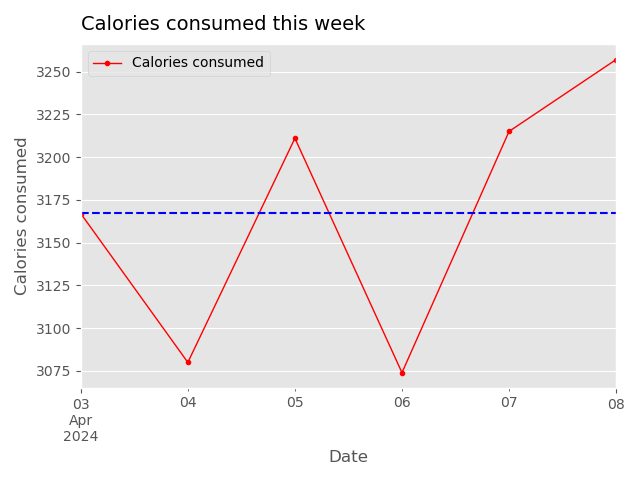 Calories consumed this week
Calories consumed
3250
3225
3200
3175
3150
3125
3100
3075
Calories consumed
03 04 05 06 07 08
Apr
2024
Date